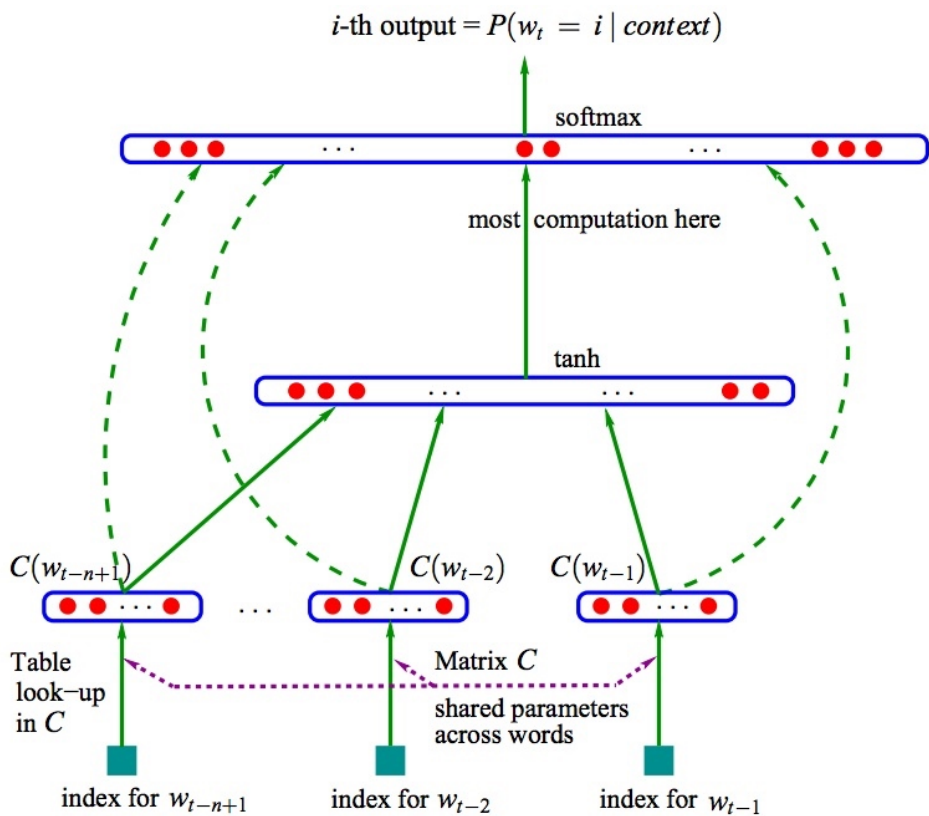 i-th output = P(w_t = i | context)
softmax
. . .
. . .
most computation here
tanh
. . .
. . .
C(w_{t−n+1})
C(w_{t−2})
C(w_{t−1})
. . .
. . .
. . .
. . .
Table
look−up
in C
Matrix C
shared parameters
across words
index for w_{t−n+1}
index for w_{t−2}
index for w_{t−1}